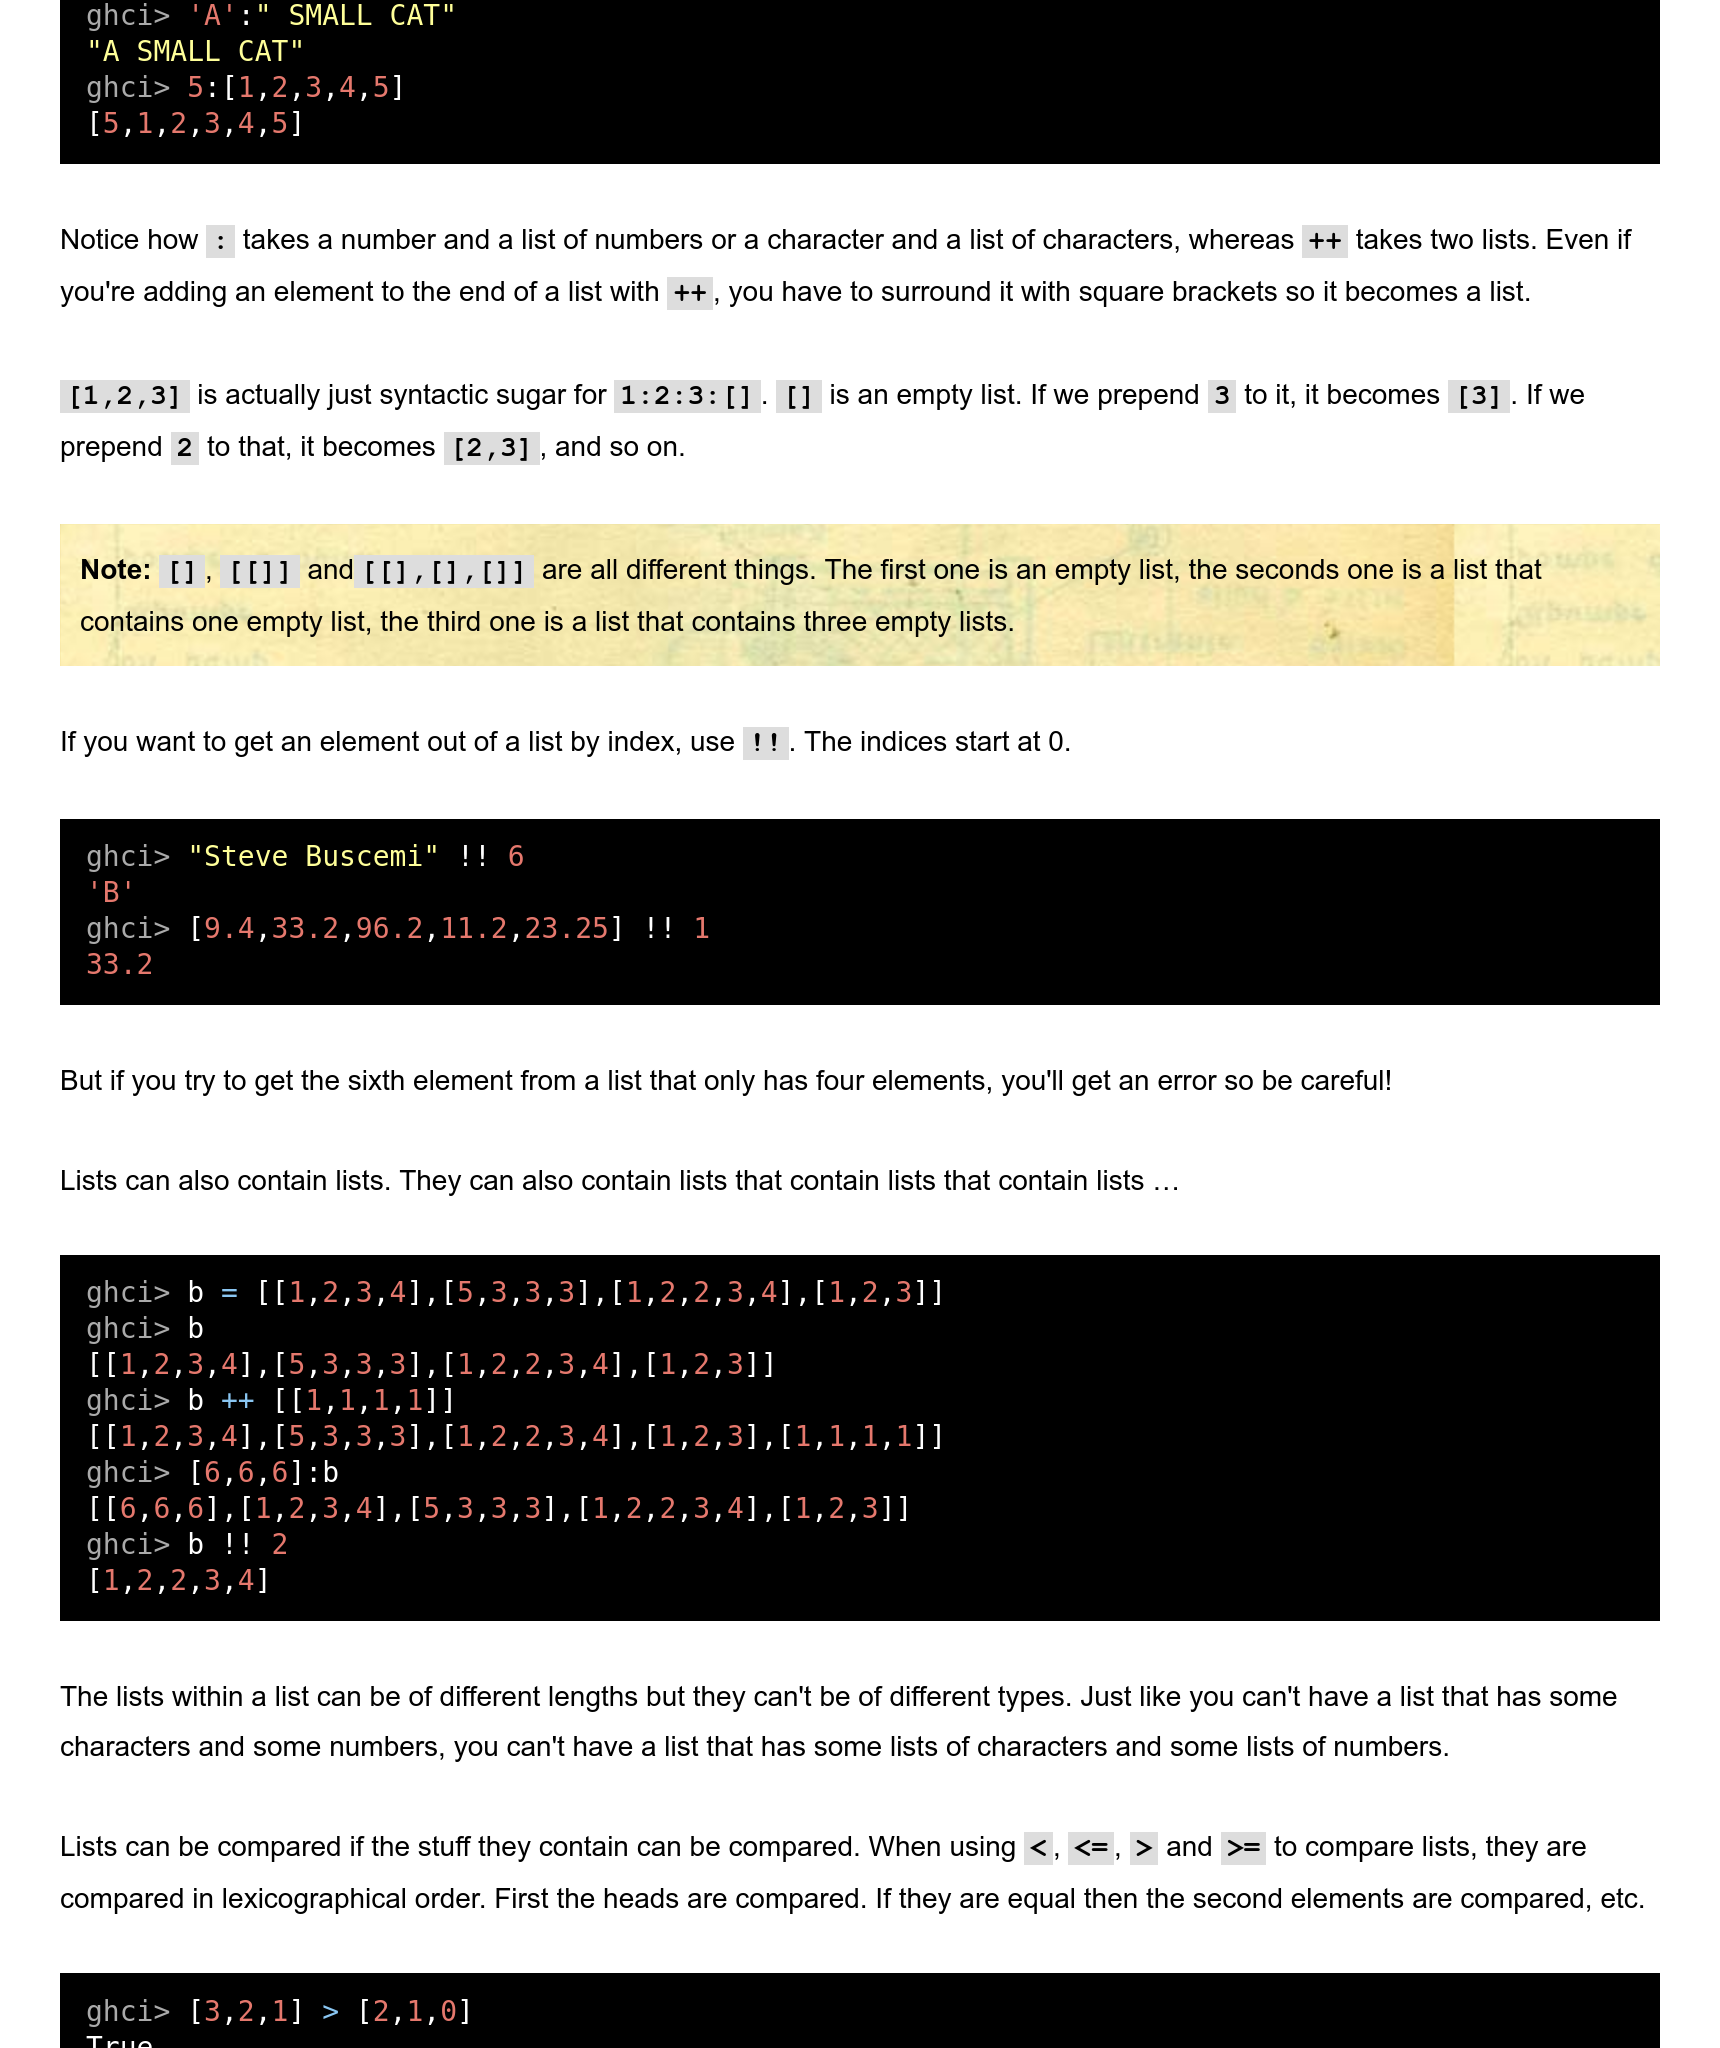 ghci> 'A':" SMALL CAT"
"A SMALL CAT"
ghci> 5:[1,2,3,4,5]
[5,1,2,3,4,5]
Notice how : takes a number and a list of numbers or a character and a list of characters, whereas ++ takes two lists. Even if
you're adding an element to the end of a list with ++, you have to surround it with square brackets so it becomes a list.
[1,2,3] is actually just syntactic sugar for 1:2:3:[]. [] is an empty list. If we prepend 3 to it, it becomes [3]. If we
prepend 2 to that, it becomes [2,3], and so on.
Note: [], [[]] and[[],[],[]] are all different things. The first one is an empty list, the seconds one is a list that
contains one empty list, the third one is a list that contains three empty lists.
If you want to get an element out of a list by index, use !!. The indices start at 0.
ghci> "Steve Buscemi" !! 6
'B'
ghci> [9.4,33.2,96.2,11.2,23.25] !! 1
33.2
But if you try to get the sixth element from a list that only has four elements, you'll get an error so be careful!
Lists can also contain lists. They can also contain lists that contain lists that contain lists …
ghci> b = [[1,2,3,4],[5,3,3,3],[1,2,2,3,4],[1,2,3]]
ghci> b
[[1,2,3,4],[5,3,3,3],[1,2,2,3,4],[1,2,3]]
ghci> b ++ [[1,1,1,1]]
[[1,2,3,4],[5,3,3,3],[1,2,2,3,4],[1,2,3],[1,1,1,1]]
ghci> [6,6,6]:b
[[6,6,6],[1,2,3,4],[5,3,3,3],[1,2,2,3,4],[1,2,3]]
ghci> b !! 2
[1,2,2,3,4]
The lists within a list can be of different lengths but they can't be of different types. Just like you can't have a list that has some
characters and some numbers, you can't have a list that has some lists of characters and some lists of numbers.
Lists can be compared if the stuff they contain can be compared. When using <, <=, > and >= to compare lists, they are
compared in lexicographical order. First the heads are compared. If they are equal then the second elements are compared, etc.
ghci> [3,2,1] > [2,1,0]
True